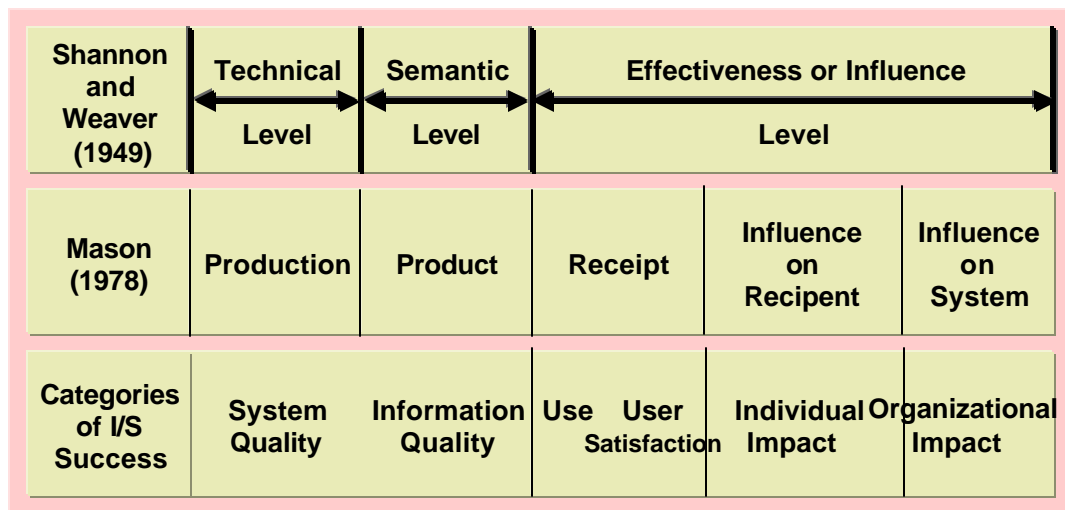 Shannon
and
Weaver
(1949)
Technical
Level
Semantic
Level
Effectiveness or Influence
Level
Mason
(1978)
Production
Product
Receipt
Influence
on
Recipent
Influence
on
System
Categories
of I/S
Success
System
Quality
Information
Quality
Use User
Satisfaction
Individual
Impact
Organizational
Impact